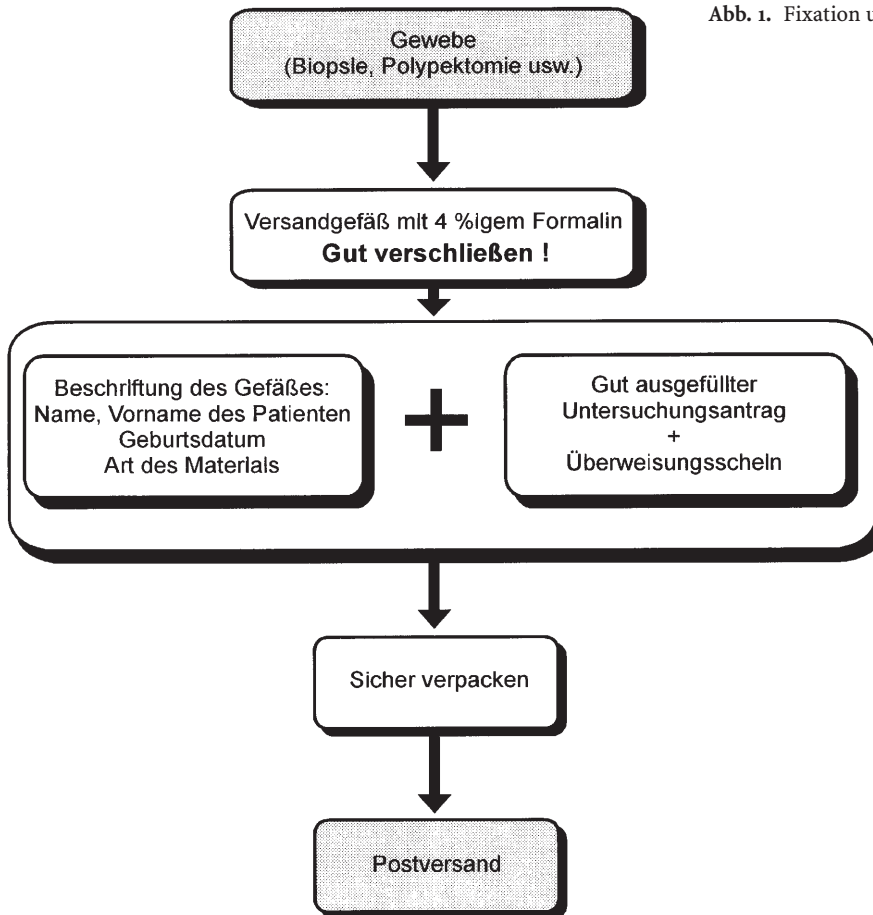 Abb. 1. Fixation u
Gewebe
(Biopsie, Polypektomie usw.)
Versandgefäß mit 4 %igem Formalin
Gut verschließen !
Beschriftung des Gefäßes:
Name, Vorname des Patienten
Geburtsdatum
Art des Materials
+
Gut ausgefüllter
Untersuchungsantrag
+
Überweisungsschein
Sicher verpacken
Postversand